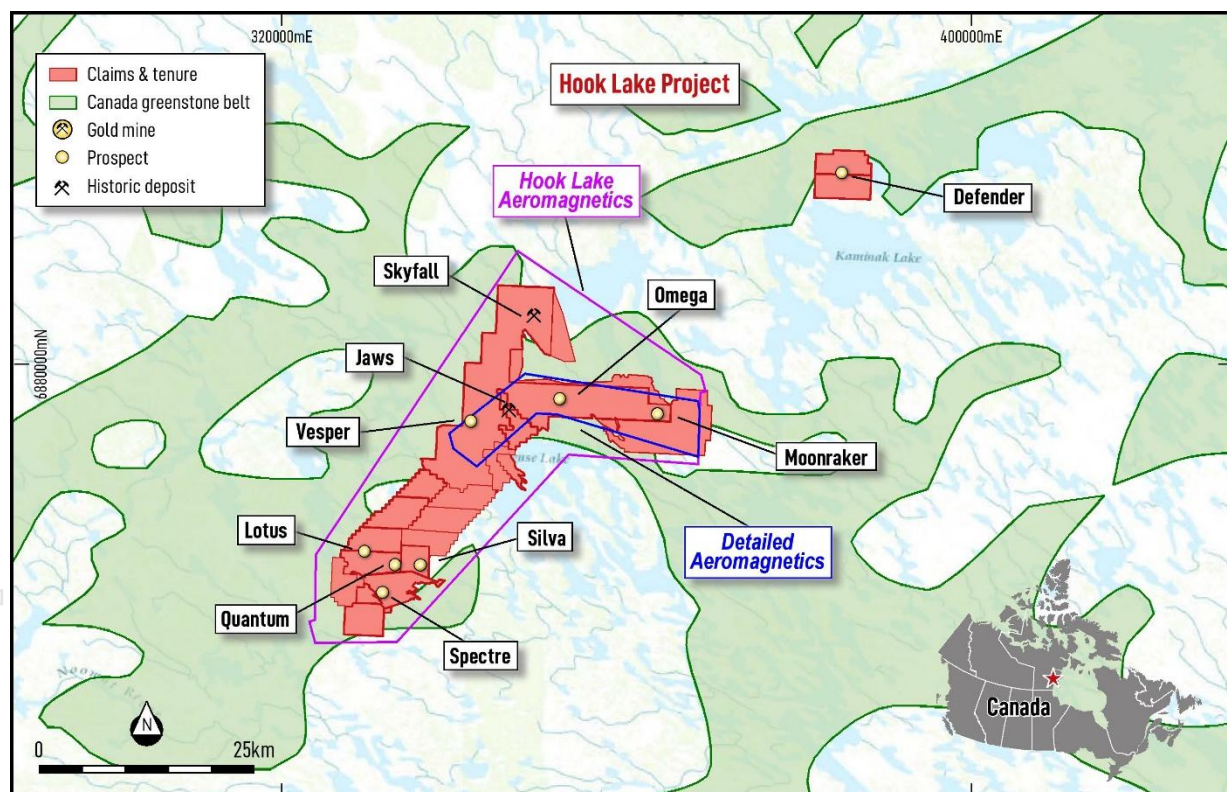 320000mE
400000mE
Claims & tenure
Canada greenstone belt
Gold mine
Prospect
Historic deposit
Hook Lake Project
Hook Lake
Aeromagnetics
Defender
Kaminak Lake
Skyfall
Omega
6880000mN
Jaws
Vesper
Moonraker
Lake
Lotus
Silva
Detailed
Aeromagnetics
Quantum
Spectre
N
0
25km
Canada